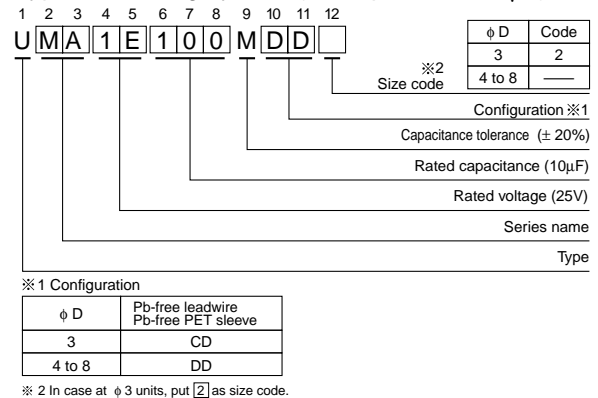 1 2 3 4 5 6 7 8 9 10 11 12
U M A 1 E 1 0 0 M D D
φ D Code
3 2
4 to 8 ——
※2
Size code
Configuration ※1
Capacitance tolerance (± 20%)
Rated capacitance (10μF)
Rated voltage (25V)
Series name
Type
※1 Configuration
φ D Pb-free leadwire
Pb-free PET sleeve
3 CD
4 to 8 DD
※ 2 In case at φ 3 units, put 2 as size code.